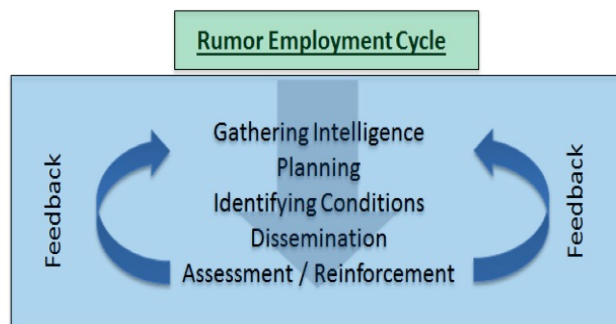 Rumor Employment Cycle
Gathering Intelligence
Planning
Identifying Conditions
Dissemination
Assessment / Reinforcement
Feedback
Feedback